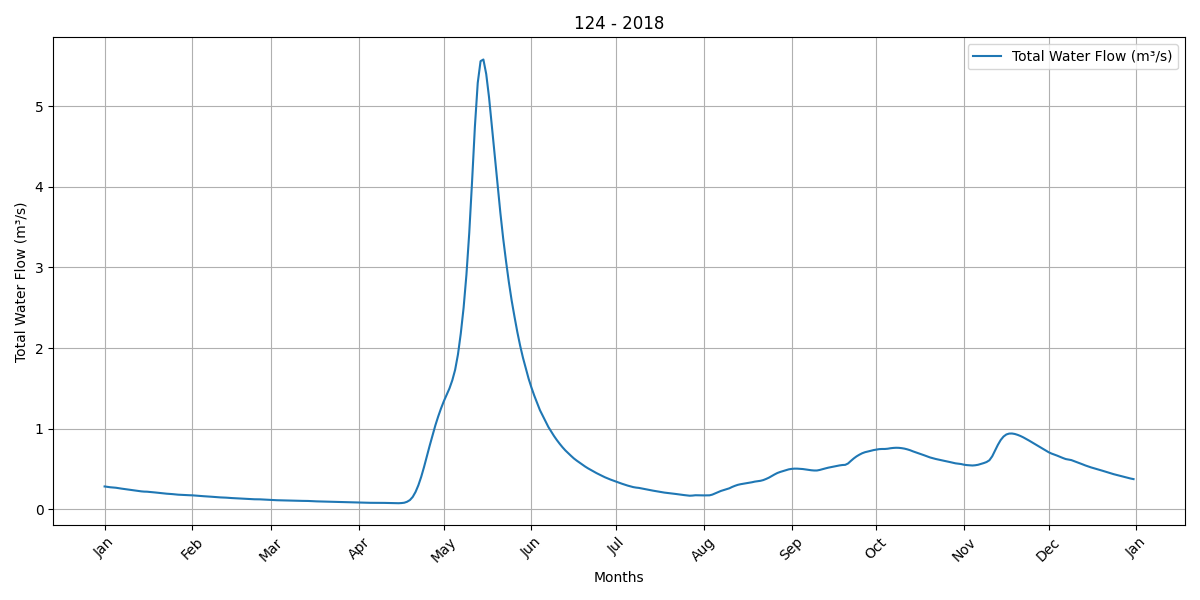 124 - 2018
Total Water Flow (m³/s)
Total Water Flow (m³/s)
5
4
3
2
1
0
Jan
Feb
Mar
Apr
May
Jun
Jul
Aug
Sep
Oct
Nov
Dec
Jan
Months